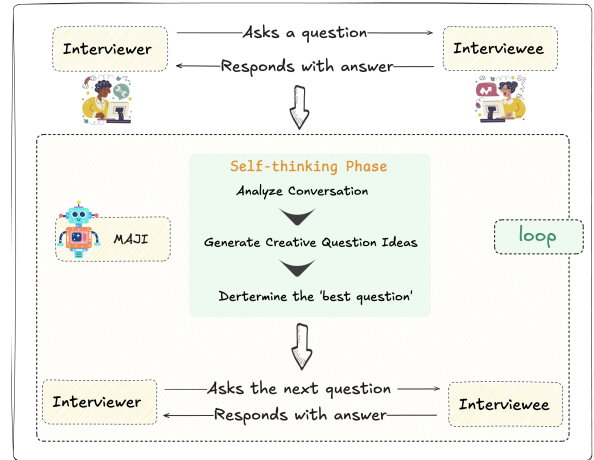 Asks a question
Interviewer
Interviewee
Responds with answer
Self-thinking Phase
Analyze Conversation
MAJI
Generate Creative Question Ideas
loop
Dertermine the 'best question'
Asks the next question
Interviewer
Interviewee
Responds with answer